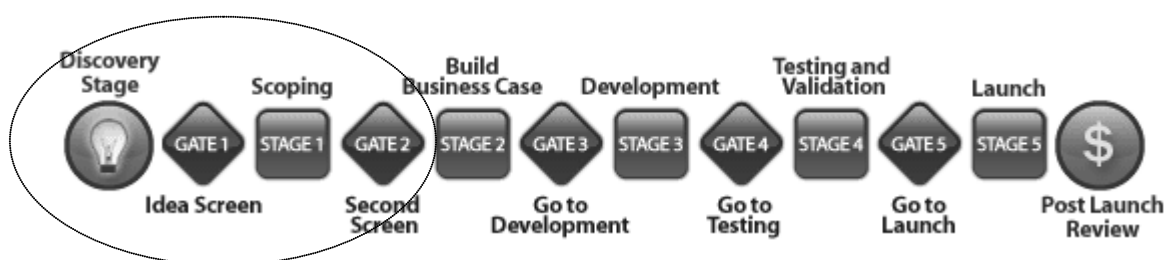 Discovery
Stage
Scoping
Build
Business Case
Development
Testing and
Validation
Launch
GATE 1
STAGE 1
GATE 2
STAGE 2
GATE 3
STAGE 3
GATE 4
STAGE 4
GATE 5
STAGE 5
$
Idea Screen
Second
Screen
Go to
Development
Go to
Testing
Go to
Launch
Post Launch
Review